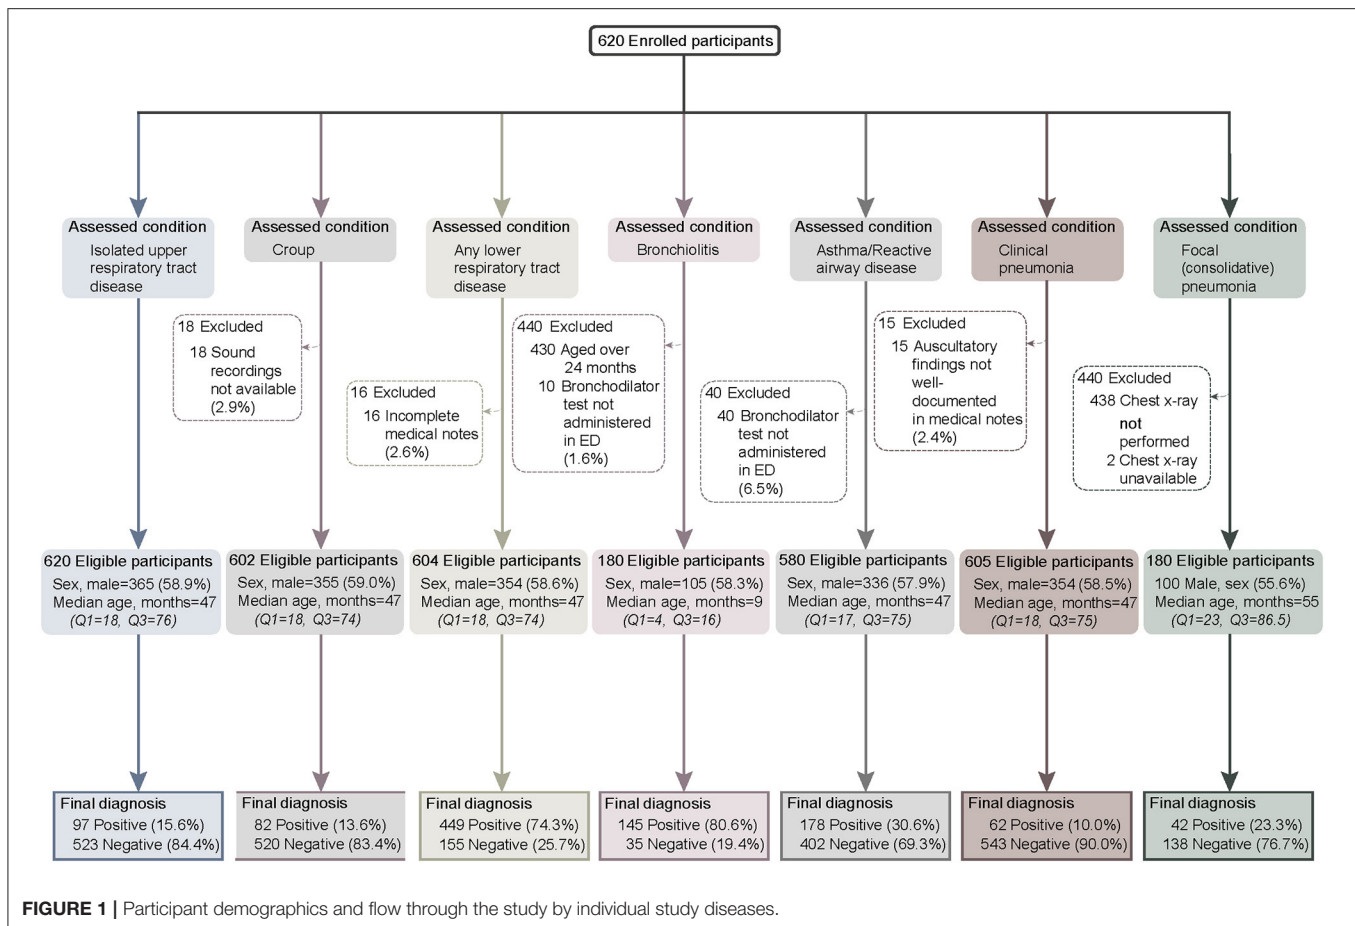 620 Enrolled participants
Assessed condition
Isolated upper
respiratory tract
disease
Assessed condition
Croup
Assessed condition
Any lower
respiratory tract
disease
Assessed condition
Bronchiolitis
Assessed condition
Asthma/Reactive
airway disease
Assessed condition
Clinical
pneumonia
Assessed condition
Focal
(consolidative)
pneumonia
18 Excluded
18 Sound
recordings
not available
(2.9%)
16 Excluded
16 Incomplete
medical notes
(2.6%)
440 Excluded
430 Aged over
24 months
10 Bronchodilator
test not
administered
in ED
(1.6%)
40 Excluded
40 Bronchodilator
test not
administered
in ED
(6.5%)
15 Excluded
15 Auscultatory
findings not
well-
documented
in medical notes
(2.4%)
440 Excluded
438 Chest x-ray
not
performed
2 Chest x-ray
unavailable
620 Eligible participants
Sex, male=365 (58.9%)
Median age, months=47
(Q1=18, Q3=76)
602 Eligible participants
Sex, male=355 (59.0%)
Median age, months=47
(Q1=18, Q3=74)
604 Eligible participants
Sex, male=354 (58.6%)
Median age, months=47
(Q1=18, Q3=74)
180 Eligible participants
Sex, male=105 (58.3%)
Median age, months=9
(Q1=4, Q3=16)
580 Eligible participants
Sex, male=336 (57.9%)
Median age, months=47
(Q1=17, Q3=75)
605 Eligible participants
Sex, male=354 (58.5%)
Median age, months=47
(Q1=18, Q3=75)
180 Eligible participants
100 Male, sex (55.6%)
Median age, months=55
(Q1=23, Q3=86.5)
Final diagnosis
97 Positive (15.6%)
523 Negative (84.4%)
Final diagnosis
82 Positive (13.6%)
520 Negative (83.4%)
Final diagnosis
449 Positive (74.3%)
155 Negative (25.7%)
Final diagnosis
145 Positive (80.6%)
35 Negative (19.4%)
Final diagnosis
178 Positive (30.6%)
402 Negative (69.3%)
Final diagnosis
62 Positive (10.0%)
543 Negative (90.0%)
Final diagnosis
42 Positive (23.3%)
138 Negative (76.7%)
FIGURE 1 | Participant demographics and flow through the study by individual study diseases.